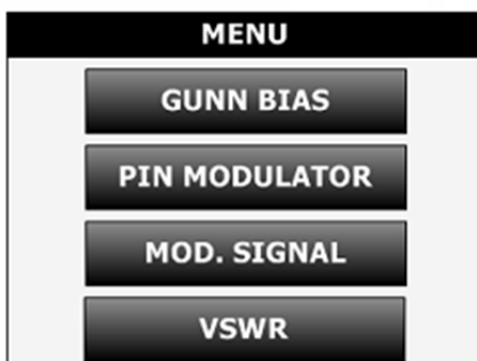 MENU
GUNN BIAS
PIN MODULATOR
MOD. SIGNAL
VSWR